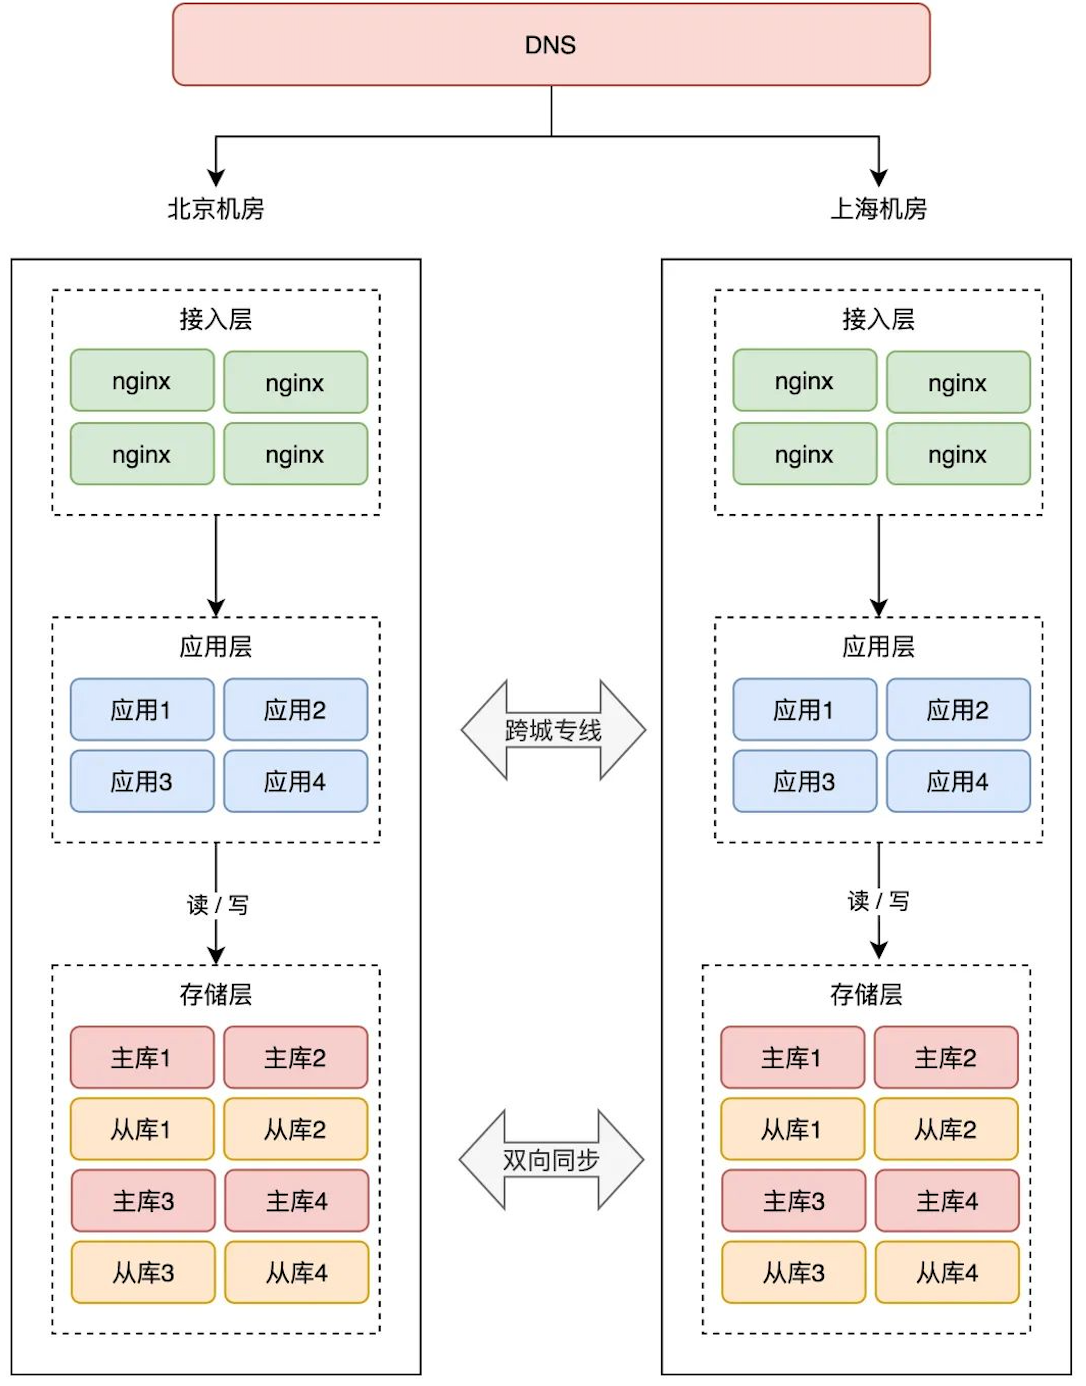 DNS
北京机房
上海机房
接入层
nginx
nginx
nginx
nginx
应用层
应用1
应用2
应用3
应用4
读 / 写
存储层
主库1
主库2
从库1
从库2
主库3
主库4
从库3
从库4
跨城专线
双向同步
接入层
nginx
nginx
nginx
nginx
应用层
应用1
应用2
应用3
应用4
读 / 写
存储层
主库1
主库2
从库1
从库2
主库3
主库4
从库3
从库4